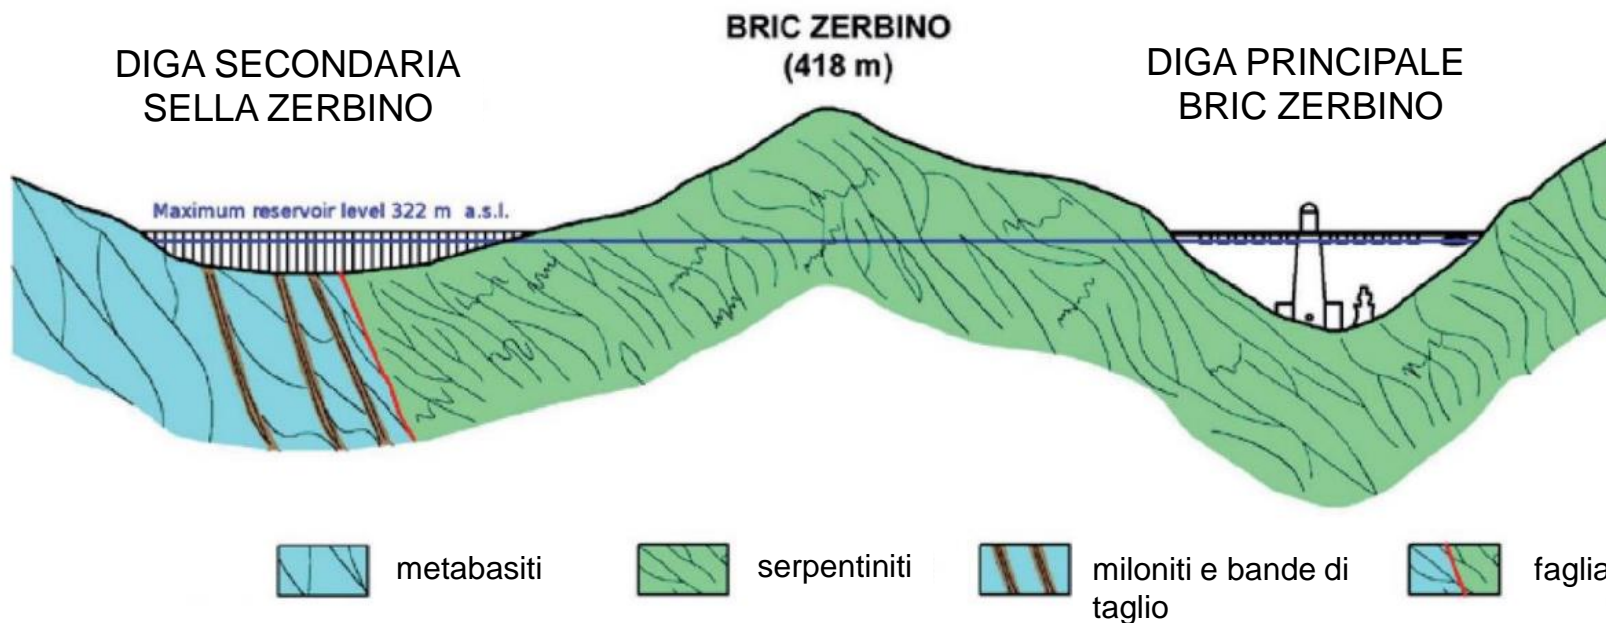 BRIC ZERBINO
(418 m)
DIGA SECONDARIA
SELLA ZERBINO
DIGA PRINCIPALE
BRIC ZERBINO
Maximum reservoir level 322 m a.s.l.
metabasiti
serpentiniti
miloniti e bande di
taglio
faglia